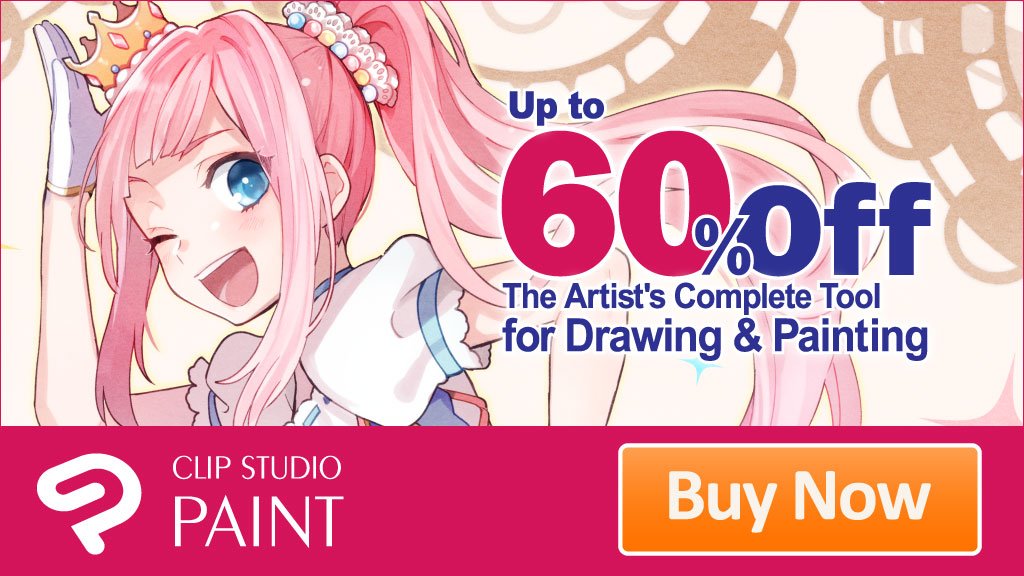 Up to
60%off
The Artist's Complete Tool
for Drawing & Painting
CLIP STUDIO
PAINT
Buy Now